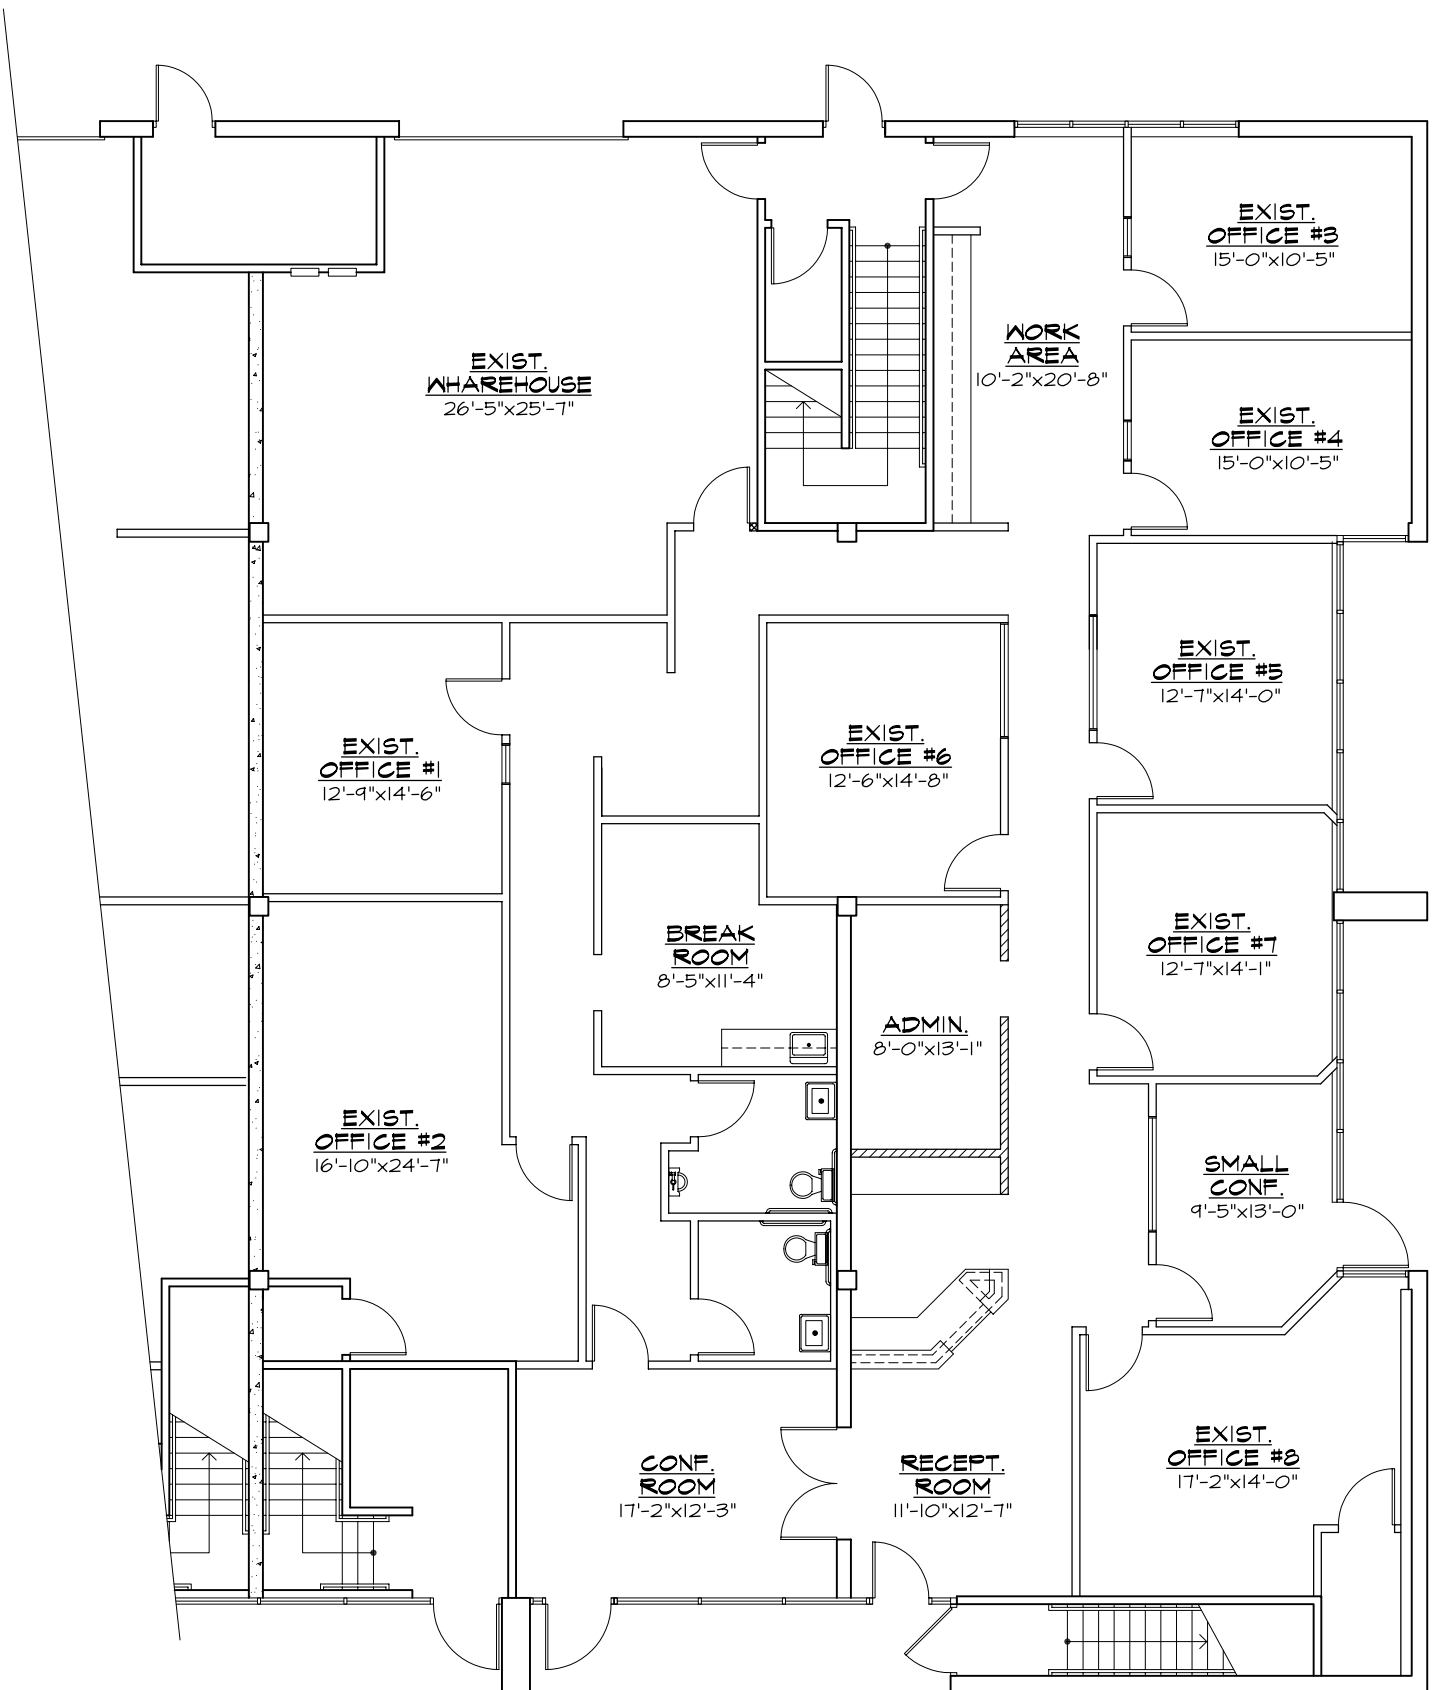 EXIST.
OFFICE #3
15'-0"x10'-5"
WORK
AREA
10'-2"x20'-8"
EXIST.
WHAREHOUSE
26'-5"x25'-7"
EXIST.
OFFICE #4
15'-0"x10'-5"
EXIST.
OFFICE #5
12'-7"x14'-0"
EXIST.
OFFICE #1
12'-9"x14'-6"
EXIST.
OFFICE #6
12'-6"x14'-8"
BREAK
ROOM
8'-5"x11'-4"
EXIST.
OFFICE #7
12'-7"x14'-1"
ADMIN.
8'-0"x13'-1"
EXIST.
OFFICE #2
16'-10"x24'-7"
SMALL
CONF.
9'-5"x13'-0"
CONF.
ROOM
17'-2"x12'-3"
RECEPT.
ROOM
11'-10"x12'-7"
EXIST.
OFFICE #8
17'-2"x14'-0"